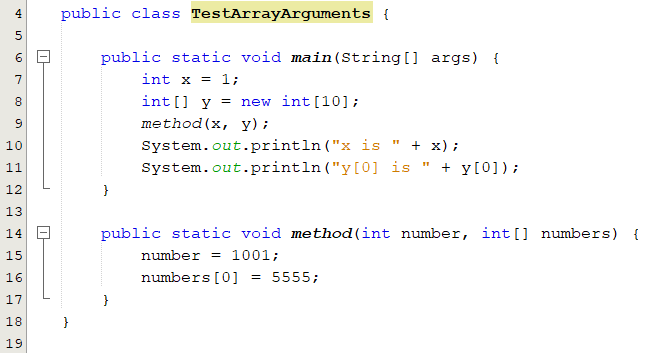 4 public class TestArrayArguments {
5
6 public static void main(String[] args) {
7 int x = 1;
8 int[] y = new int[10];
9 method(x, y);
10 System.out.println("x is " + x);
11 System.out.println("y[0] is " + y[0]);
12 }
13
14 public static void method(int number, int[] numbers) {
15 number = 1001;
16 numbers[0] = 5555;
17 }
18 }
19